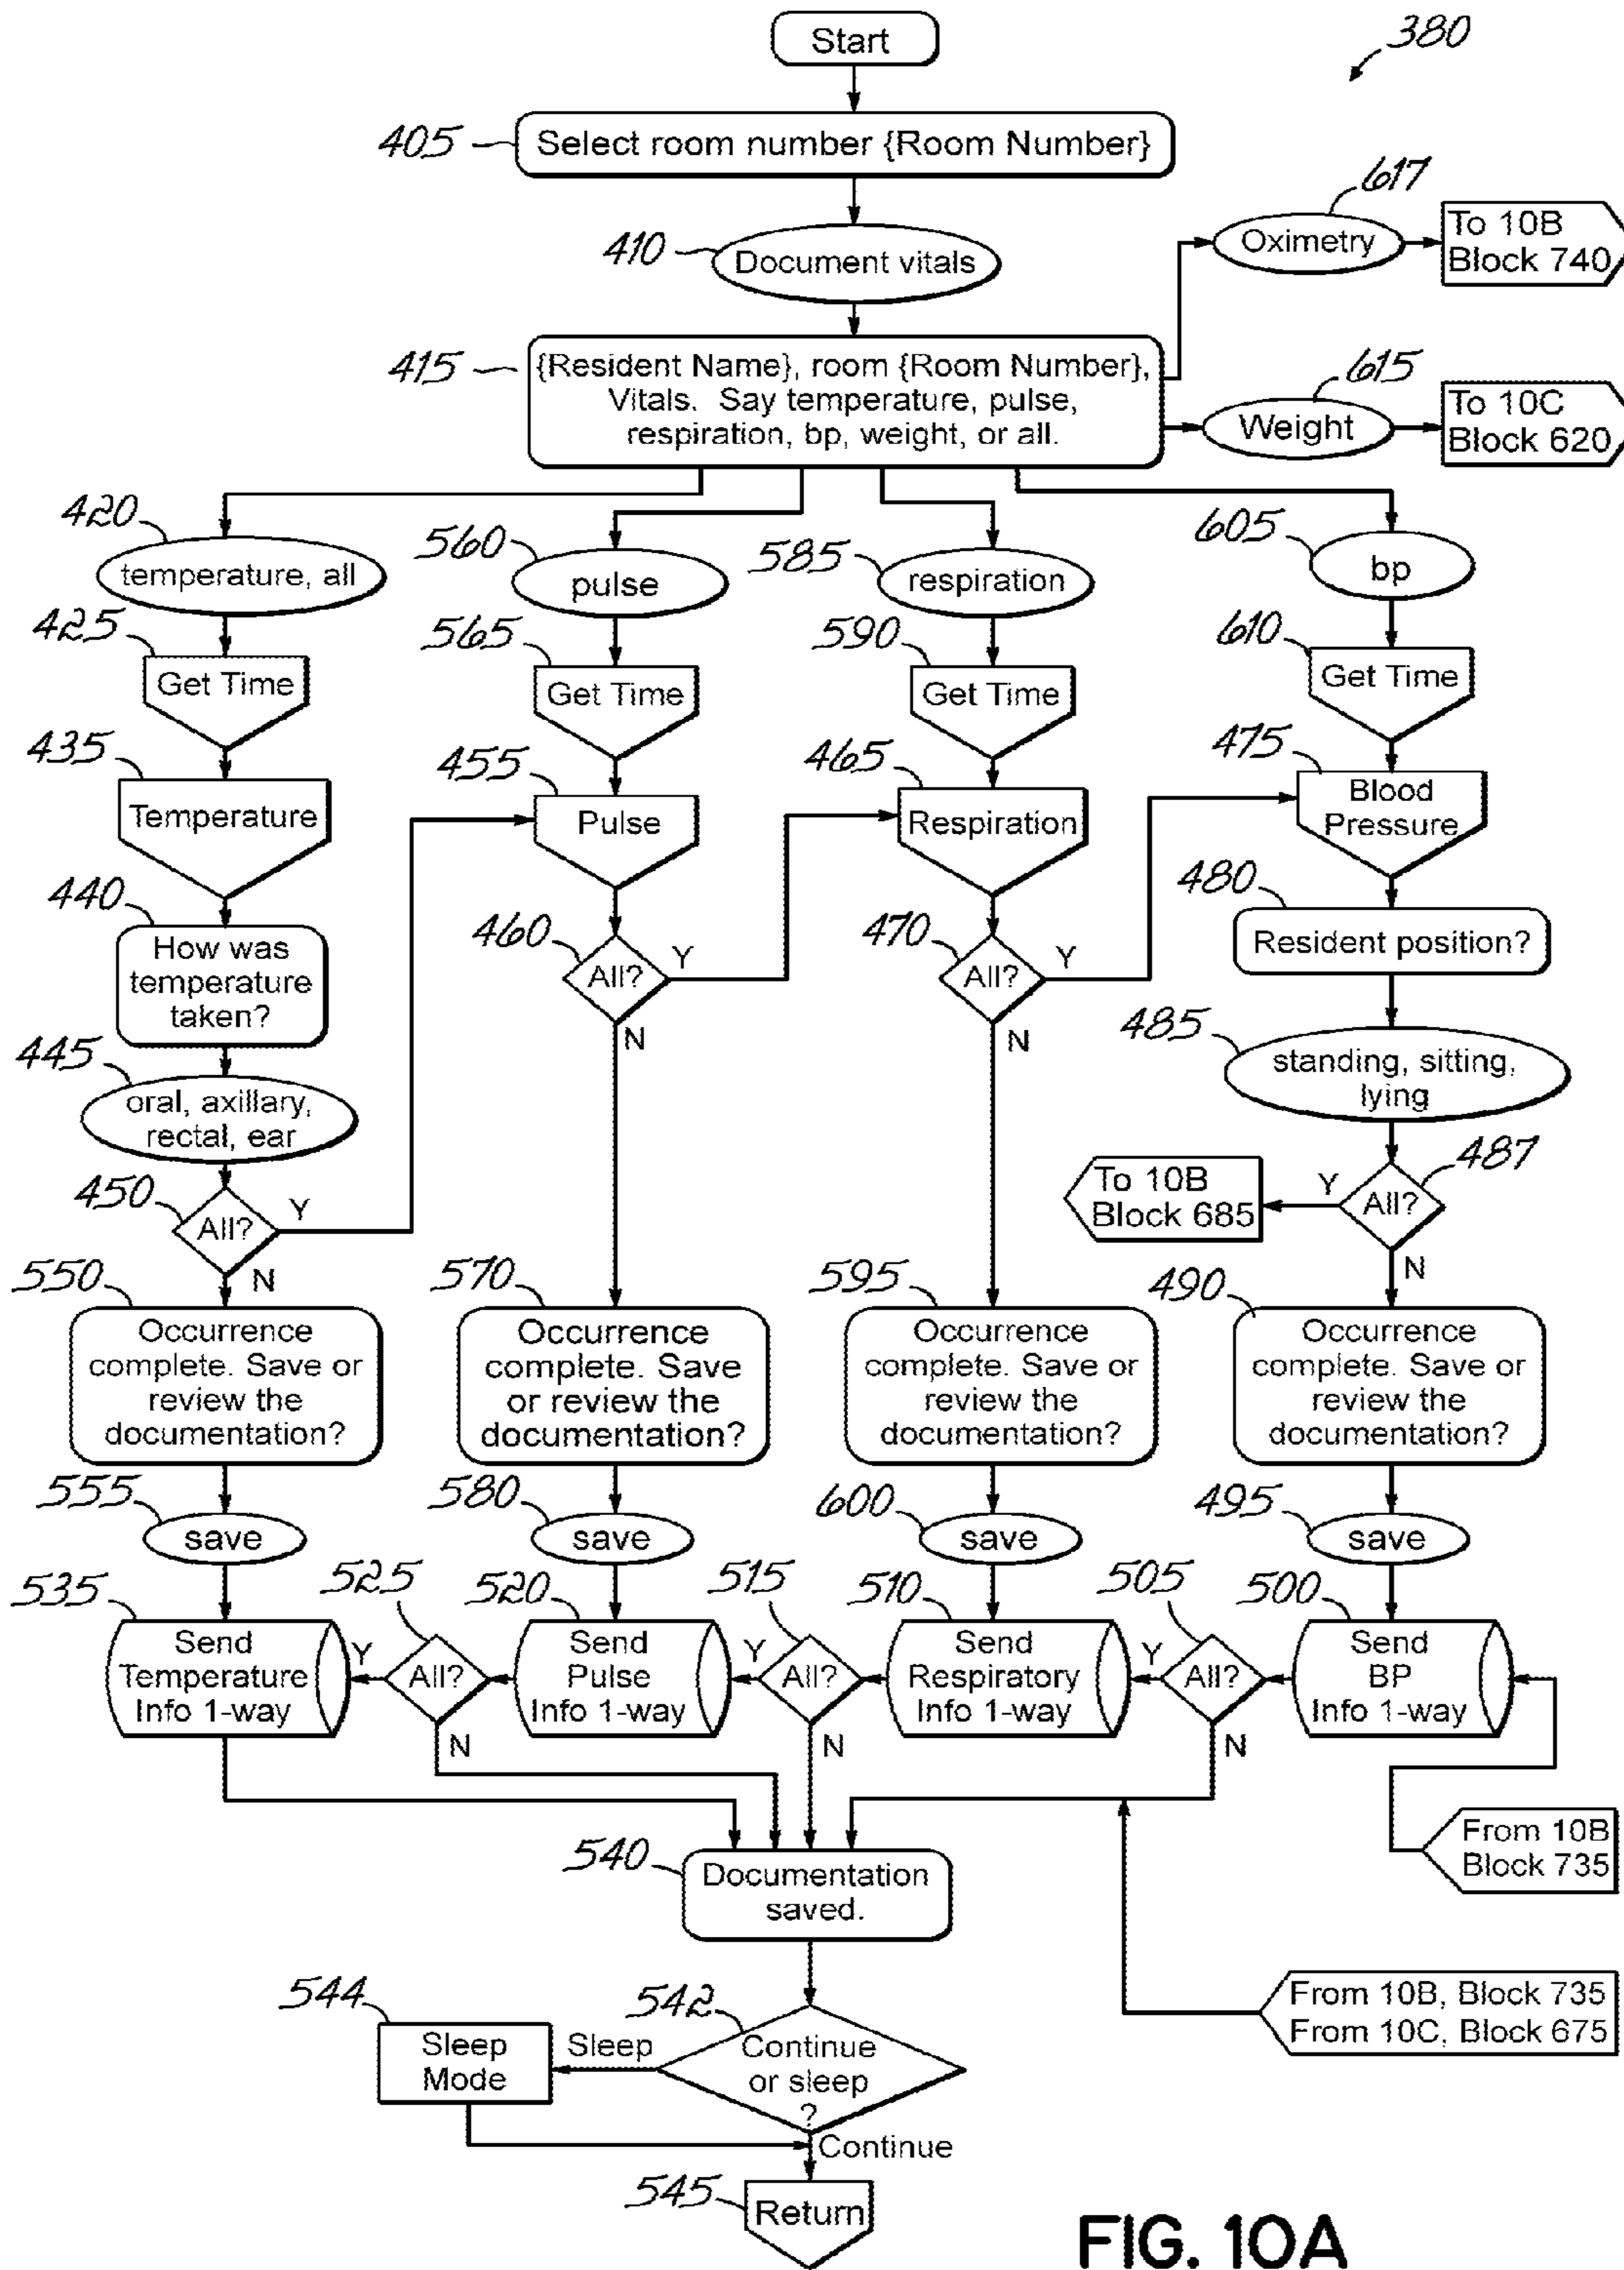 Start
380
405
Select room number {Room Number}
617
410
Document vitals
Oximetry
To 10B
Block 740
415
{Resident Name}, room {Room Number},
Vitals. Say temperature, pulse,
respiration, bp, weight, or all.
615
Weight
To 10C
Block 620
420
temperature, all
560
pulse
585
respiration
605
bp
425
Get Time
565
Get Time
590
Get Time
610
Get Time
435
Temperature
455
Pulse
465
Respiration
475
Blood
Pressure
440
How was
temperature
taken?
460
All?
Y
N
470
All?
Y
N
480
Resident position?
445
oral, axillary,
rectal, ear
485
standing, sitting,
lying
450
All?
Y
N
To 10B
Block 685
Y
All?
487
N
550
Occurrence
complete. Save or
review the
documentation?
570
Occurrence
complete. Save
or review the
documentation?
595
Occurrence
complete. Save or
review the
documentation?
490
Occurrence
complete. Save or
review the
documentation?
555
save
580
save
600
save
495
save
535
Send
Temperature
Info 1-way
525
Y
All?
N
520
Send
Pulse
Info 1-way
515
Y
All?
N
510
Send
Respiratory
Info 1-way
505
Y
All?
N
500
Send
BP
Info 1-way
From 10B
Block 735
540
Documentation
saved.
From 10B, Block 735
From 10C, Block 675
544
Sleep
Mode
Sleep
542
Continue
or sleep
?
Continue
545
Return
FIG. 10A